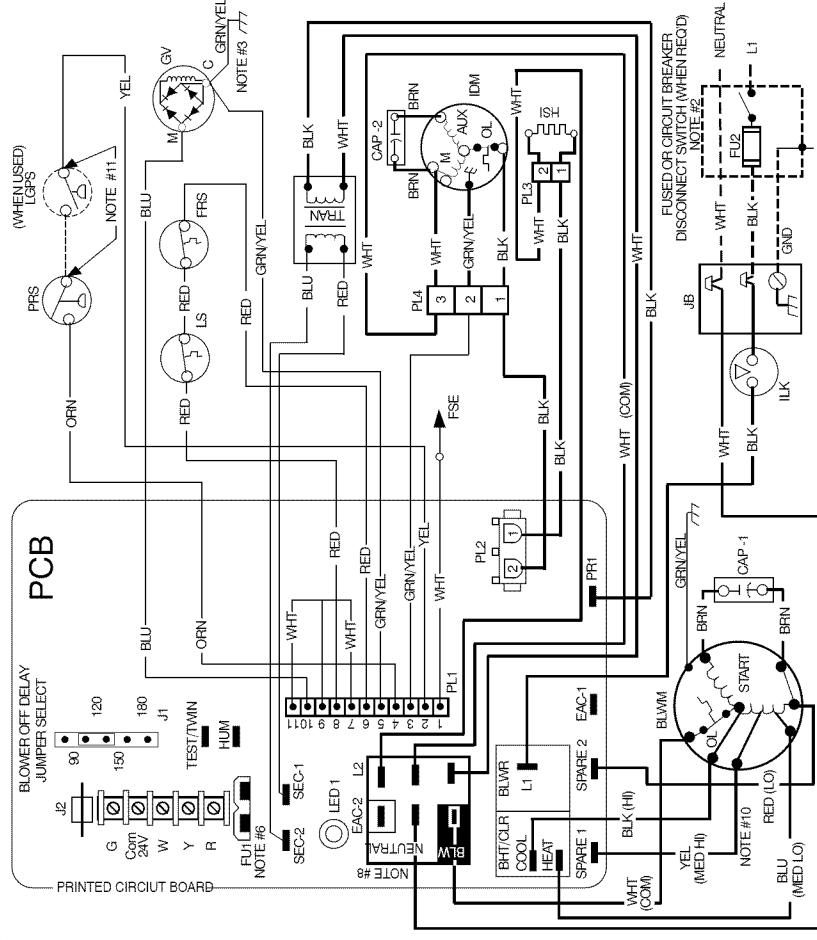 GRN/YEL
NOTE #3
GV
C
M
YEL
(WHEN USED)
LGPS
NOTE #11
PRS
BLU
FRS
RED
LS
RED
GRN/YEL
RED
ORN
BLK
WHT
TRAN
BLU
RED
CAP -2
BRN
BRN
IDM
AUX
M
OL
WHT
WHT
GRN/YEL
BLK
PL4
3
2
1
WHT
HSI
PL3
2
1
WHT
BLK
FSE
BLK
BLK
WHT
BLK
WHT (COM)
FUSED OR CIRCUIT BREAKER
DISCONNECT SWITCH (WHEN REQ'D)
NOTE #2
NEUTRAL
L1
FU2
WHT
BLK
GND
JB
ILK
WHT
BLK
PCB
BLU
ORN
WHT
RED
WHT
RED
GRN/YEL
GRN/YEL
YEL
WHT
PL2
2
1
PR1
11
10
9
8
7
6
5
4
3
2
1
PL1
BLOWER OFF DELAY
JUMPER SELECT
90
120
150
180
J1
TEST/TWIN
HUM
J2
G
Com
24V
W
Y
R
FU1
NOTE #6
SEC-1
SEC-2
LED 1
EAC-2
L2
NEUTRAL
BLW
NOTE #8
BLWR
L1
BHT/CLR
COOL
HEAT
EAC-1
SPARE 2
SPARE 1
PRINTED CIRCIUT BOARD
GRN/YEL
CAP -1
BRN
BRN
BLWM
START
OL
RED (LO)
BLK (HI)
NOTE #10
YEL
(MED HI)
BLU
(MED LO)
WHT
(COM)